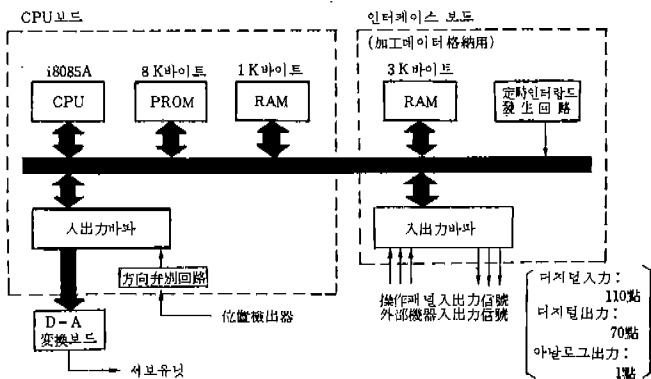 CPU보드
인터페이스 보드
(加工데이터格納用)
i8085A
8K바이트
1K바이트
3K바이트
CPU
PROM
RAM
RAM
定時인터럽트
發生回路
入出力바파
入出力바파
方向弁別回路
位置檢出器
操作패널入出力信號
外部機器入出力信號
D-A
変換보드
서보유닛
디지털入力:
110點
디지털出力:
70點
아날로그出力:
1點